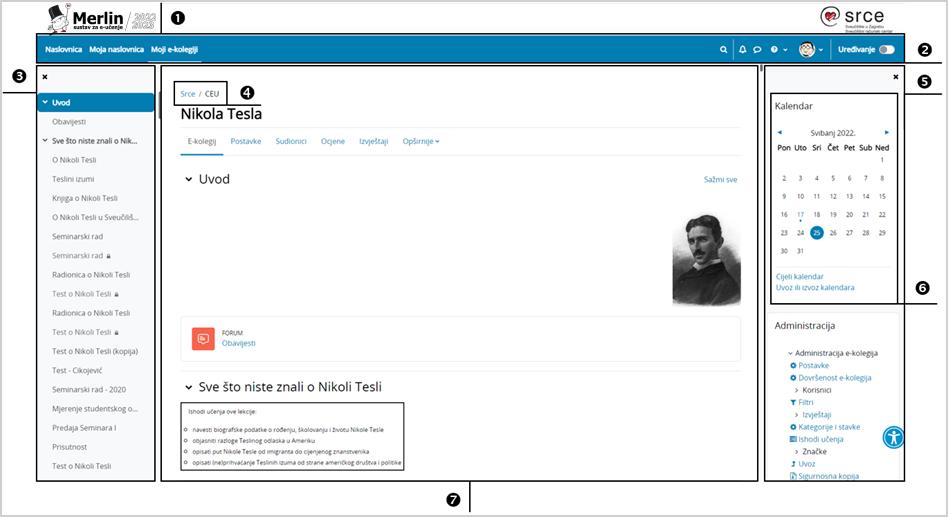 Merlin
sustav za e-učenje
2022
2023
❶
srce
Sveučilište u Zagrebu
Sveučilišni računski centar
Naslovnica Moja naslovnica Moji e-kolegiji
Uređivanje
❷
❸
Uvod
Obavijesti
Sve što niste znali o Nik...
O Nikoli Tesli
Teslini izumi
Knjiga o Nikoli Tesli
O Nikoli Tesli u Sveučiliš...
Seminarski rad
Seminarski rad
Radionica o Nikoli Tesli
Test o Nikoli Tesli
Radionica o Nikoli Tesli
Test o Nikoli Tesli
Test o Nikoli Tesli (kopija)
Test - Cikojević
Seminarski rad - 2020
Mjerenje studentskog o...
Predaja Seminara I
Prisutnost
Test o Nikoli Tesli
Srce / CEU
❹
Nikola Tesla
E-kolegij Postavke Sudionici Ocjene Izvještaji Opširnije
Uvod
Sažmi sve
FORUM
Obavijesti
Sve što niste znali o Nikoli Tesli
Ishodi učenja ove lekcije:
navesti biografske podatke o rođenju, školovanju i životu Nikole Tesle
objasniti razloge Teslinog odlaska u Ameriku
opisati put Nikole Tesle od imigranta do cijenjenog znanstvenika
opisati (ne)prihvaćanje Teslinih izuma od strane američkog društva i politike
❺
Kalendar
◄ Svibanj 2022. ►
Pon Uto Sri Čet Pet Sub Ned
1
2 3 4 5 6 7 8
9 10 11 12 13 14 15
16 17 18 19 20 21 22
23 24 25 26 27 28 29
30 31
Cijeli kalendar
Uvoz ili izvoz kalendara
❻
Administracija
Administracija e-kolegija
Postavke
Dovršenost e-kolegija
Korisnici
Filtri
Izvještaji
Kategorije i stavke
Ishodi učenja
Značke
Uvoz
Sigurnosna kopija
❼